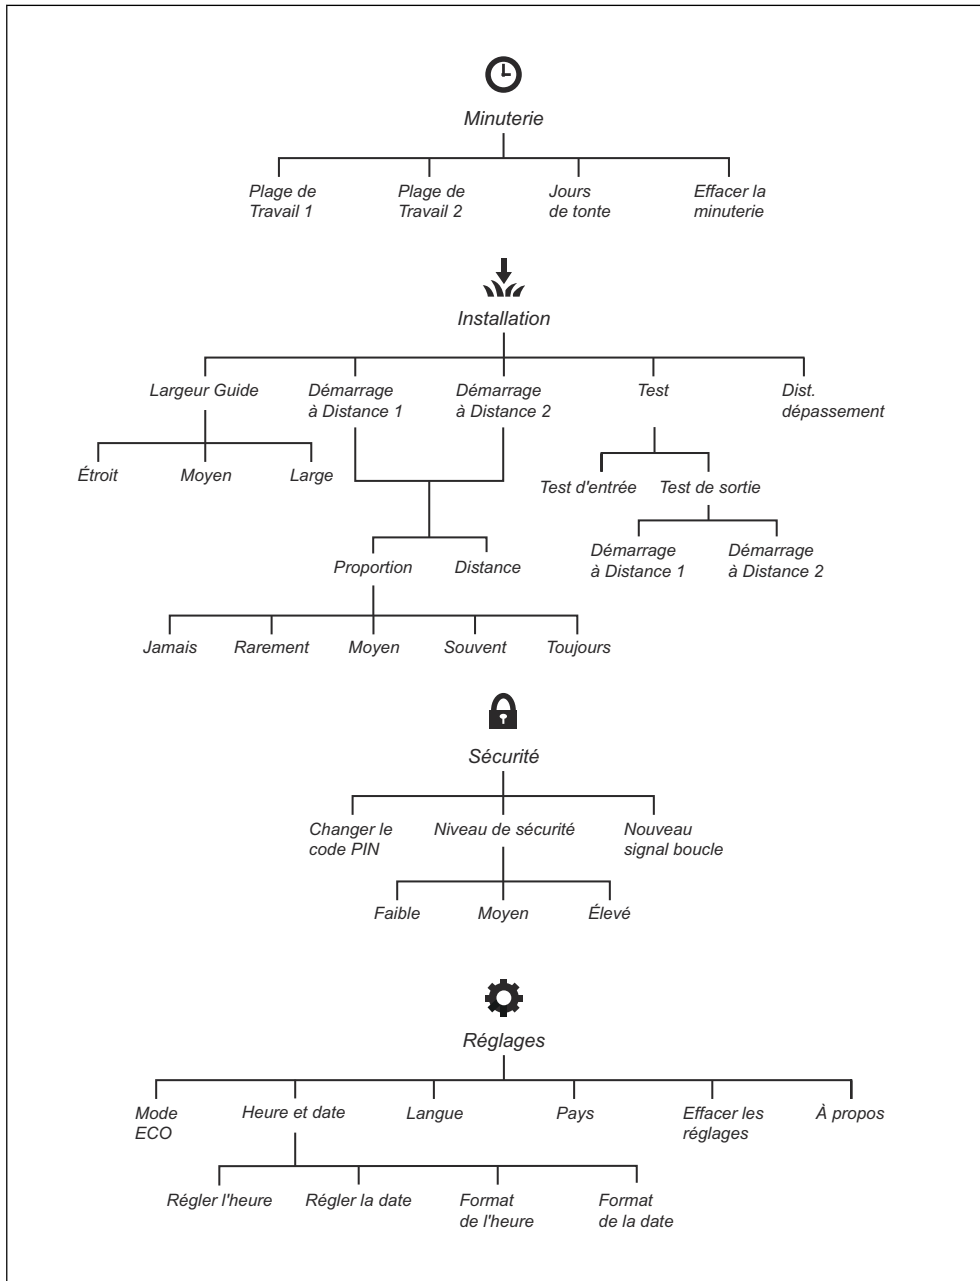 Minuterie
Plage de
Travail 1
Plage de
Travail 2
Jours
de tonte
Effacer la
minuterie
Installation
Largeur Guide
Démarrage
à Distance 1
Démarrage
à Distance 2
Test
Dist.
dépassement
Étroit
Moyen
Large
Test d'entrée
Test de sortie
Démarrage
à Distance 1
Démarrage
à Distance 2
Proportion
Distance
Jamais
Rarement
Moyen
Souvent
Toujours
Sécurité
Changer le
code PIN
Niveau de sécurité
Nouveau
signal boucle
Faible
Moyen
Élevé
Réglages
Mode
ECO
Heure et date
Langue
Pays
Effacer les
réglages
À propos
Régler l'heure
Régler la date
Format
de l'heure
Format
de la date